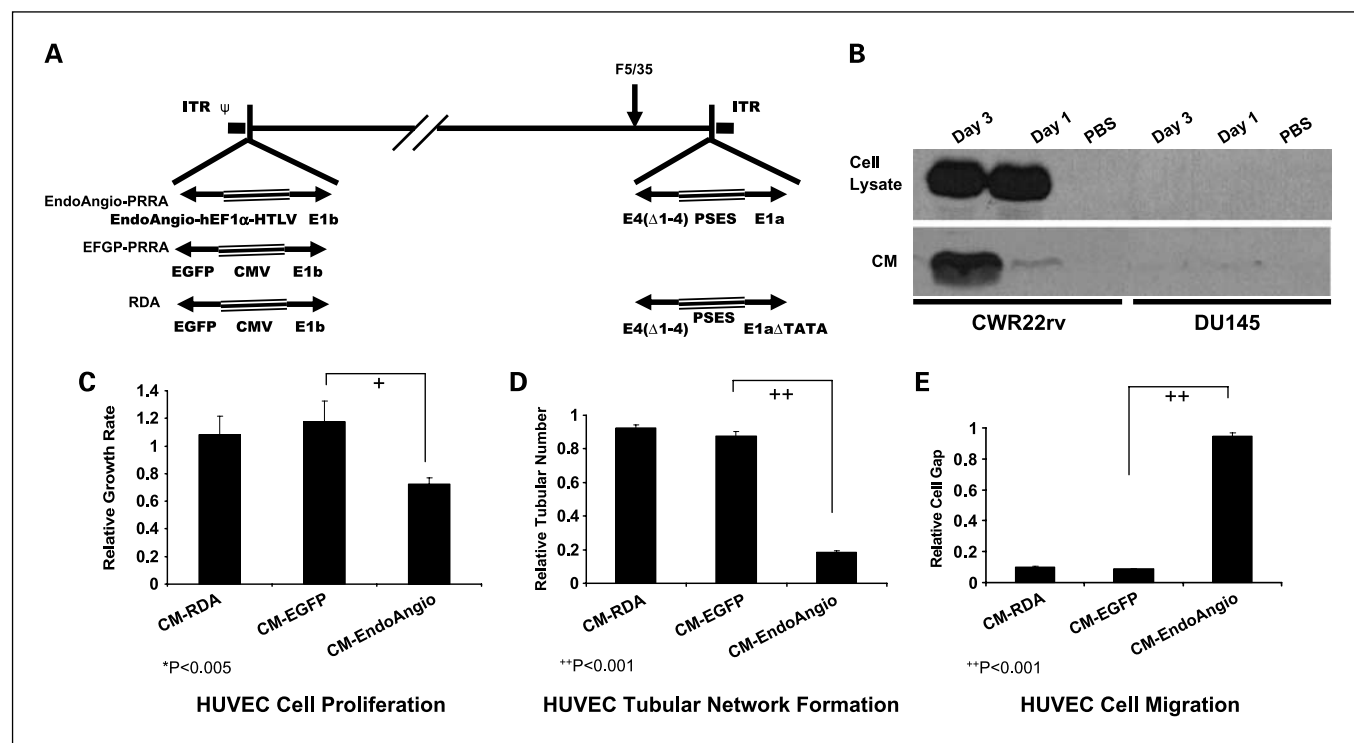 A
F5/35
ITR ψ
ITR
EndoAngio-PRRA
EndoAngio-hEF1α-HTLV E1b
E4(Δ1-4) PSES E1a
EFGP-PRRA
EGFP CMV E1b
RDA
EGFP CMV E1b
PSES
E4(Δ1-4) E1aΔTATA
B
Day 3 Day 1 PBS Day 3 Day 1 PBS
Cell
Lysate
CM
CWR22rv DU145
C
Relative Growth Rate
1.4
1.2
1
0.8
0.6
0.4
0.2
0
+
CM-RDA CM-EGFP CM-EndoAngio
*P<0.005
HUVEC Cell Proliferation
D
Relative Tubular Number
1
0.8
0.6
0.4
0.2
0
++
CM-RDA CM-EGFP CM-EndoAngio
++P<0.001
HUVEC Tubular Network Formation
E
Relative Cell Gap
1
0.8
0.6
0.4
0.2
0
++
CM-RDA CM-EGFP CM-EndoAngio
++P<0.001
HUVEC Cell Migration